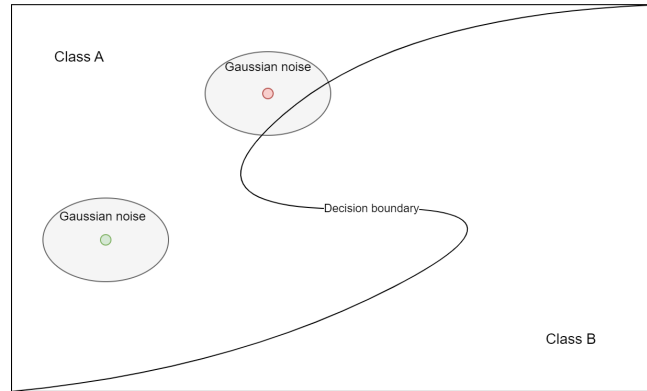 Class A
Gaussian noise
Gaussian noise
Decision boundary
Class B